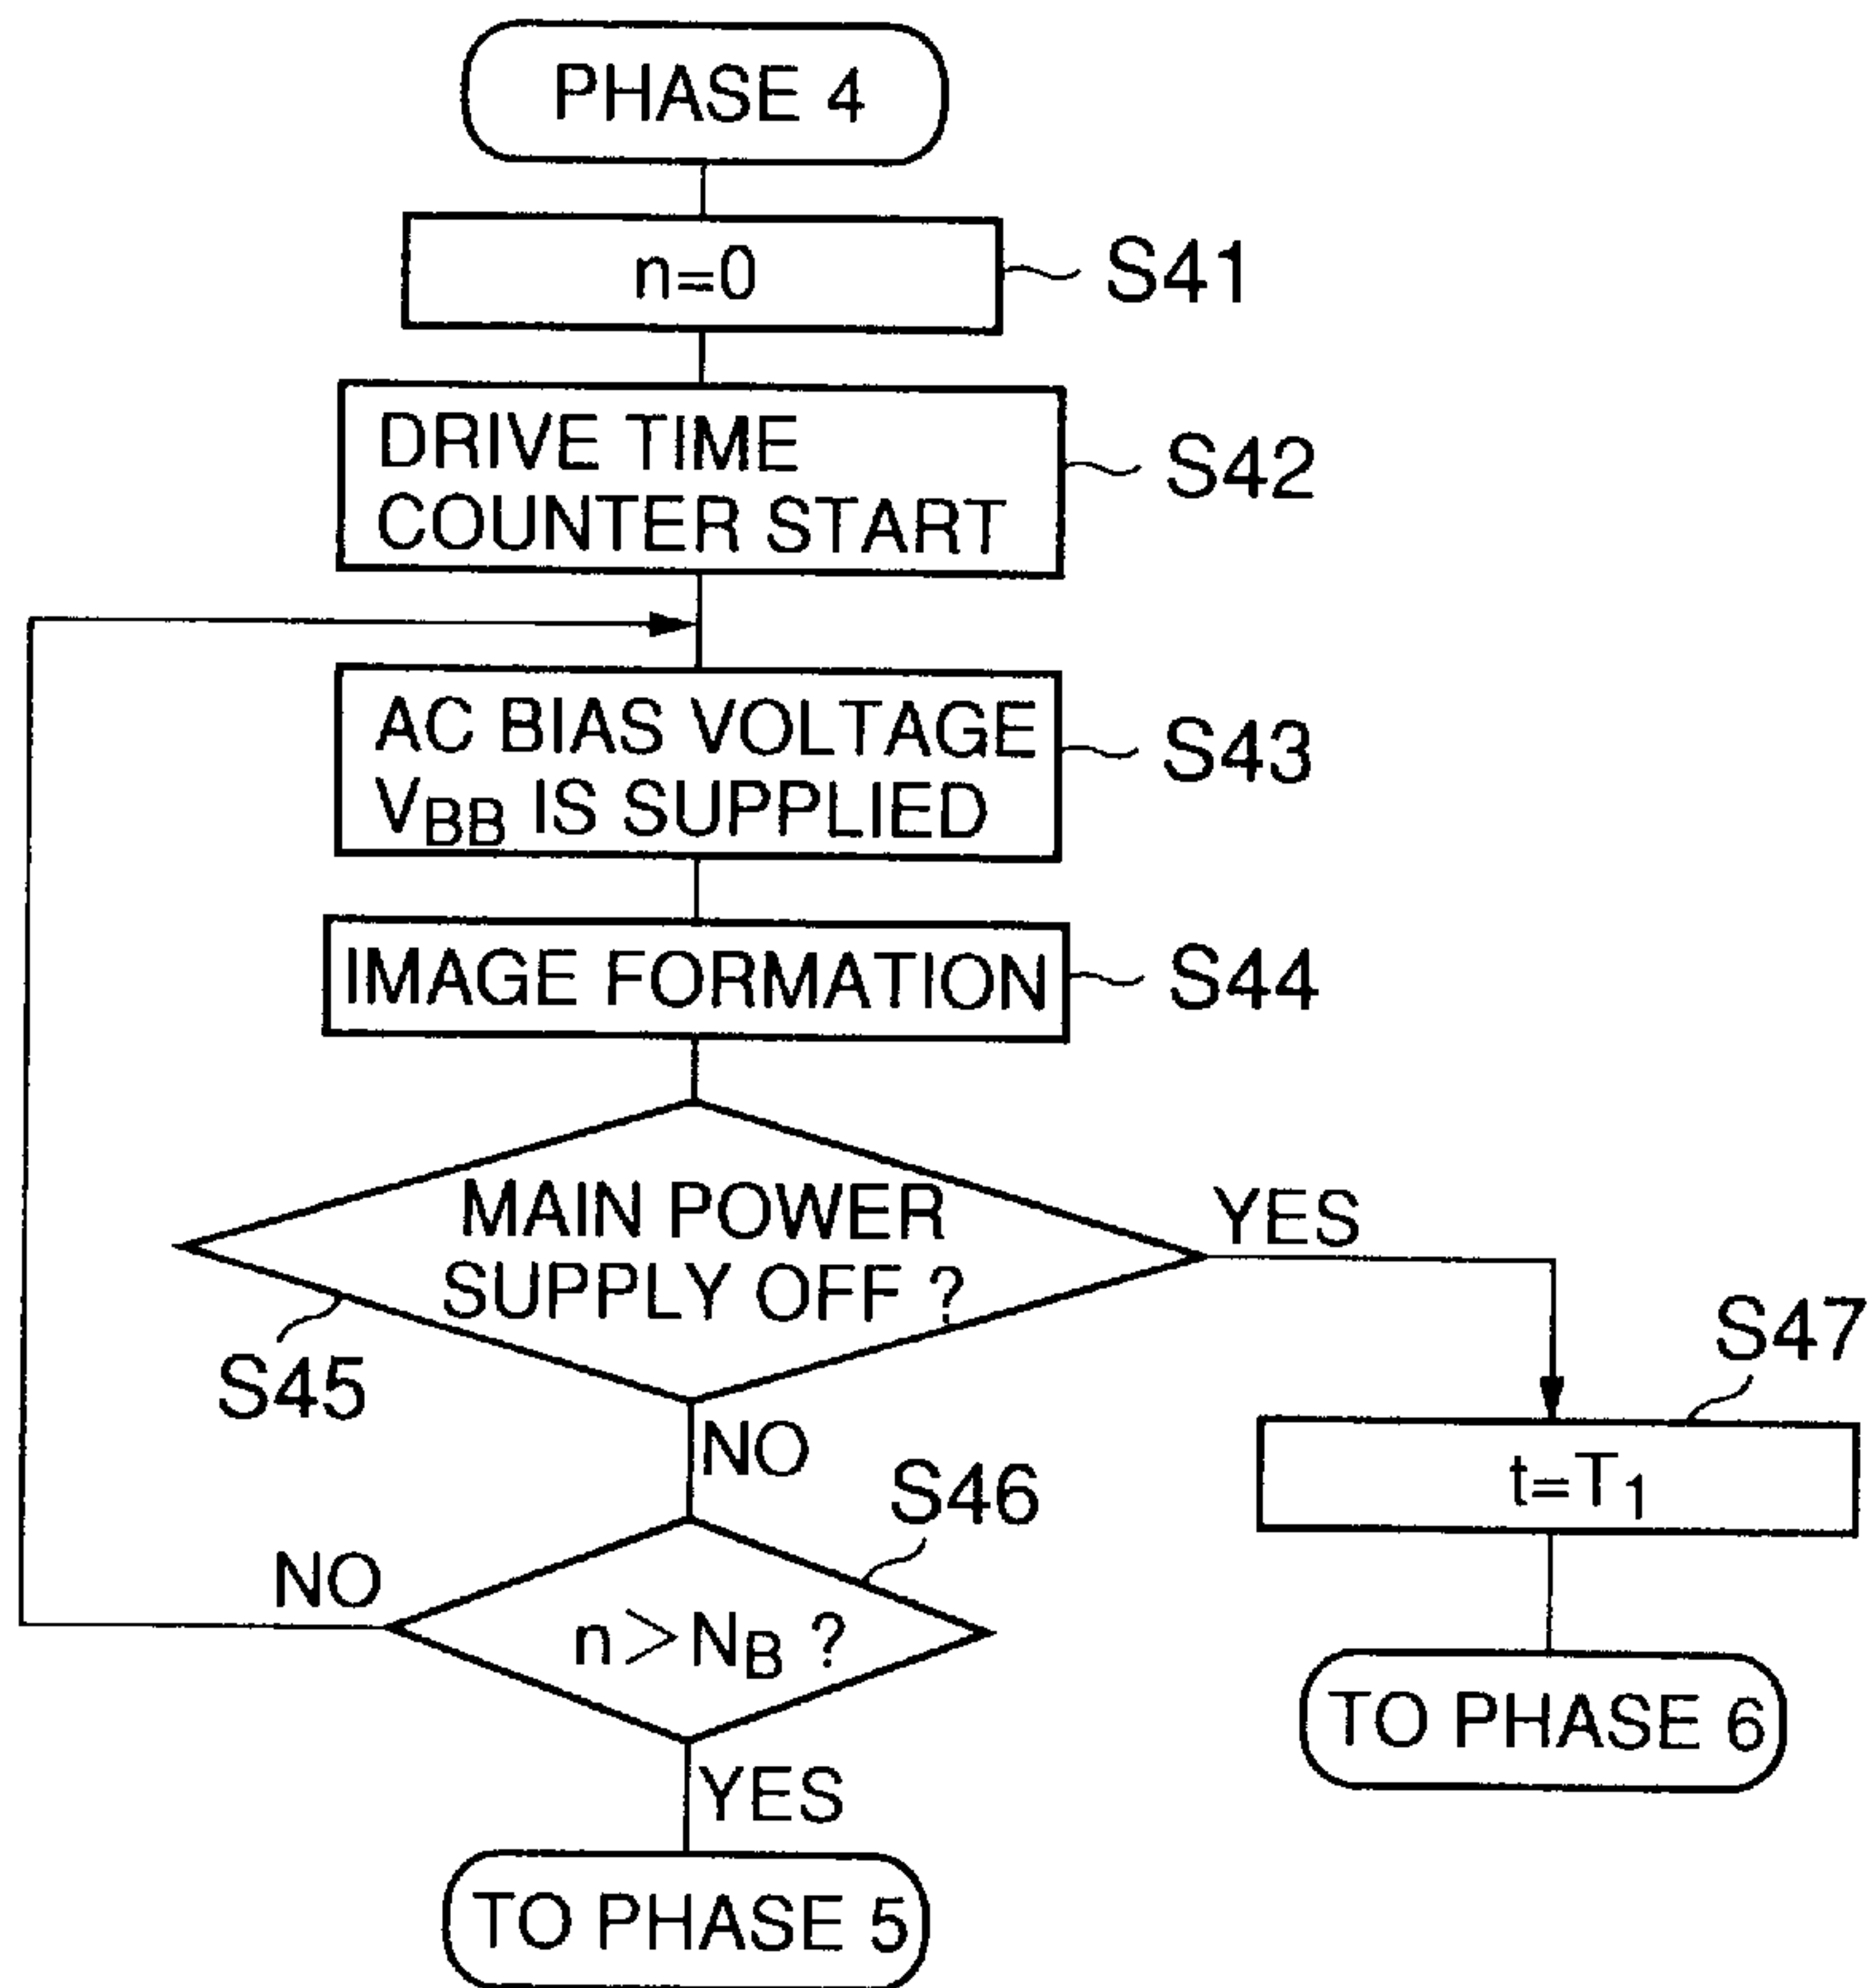 PHASE 4
n=0
S41
DRIVE TIME
COUNTER START
S42
AC BIAS VOLTAGE
VBB IS SUPPLIED
S43
IMAGE FORMATION
S44
MAIN POWER
SUPPLY OFF ?
YES
S45
NO
S47
t=T1
S46
NO
n>NB ?
TO PHASE 6
YES
TO PHASE 5